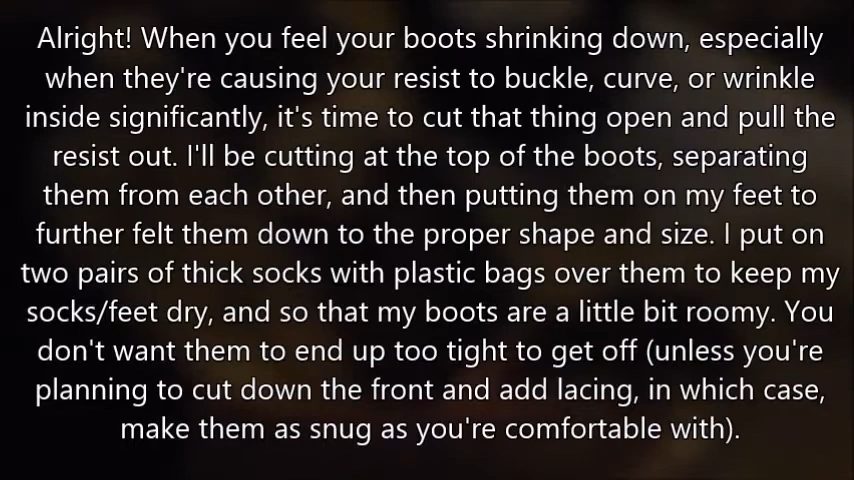 Alright! When you feel your boots shrinking down, especially
when they're causing your resist to buckle, curve, or wrinkle
inside significantly, it's time to cut that thing open and pull the
resist out. I'll be cutting at the top of the boots, separating
them from each other, and then putting them on my feet to
further felt them down to the proper shape and size. I put on
two pairs of thick socks with plastic bags over them to keep my
socks/feet dry, and so that my boots are a little bit roomy. You
don't want them to end up too tight to get off (unless you're
planning to cut down the front and add lacing, in which case,
make them as snug as you're comfortable with).